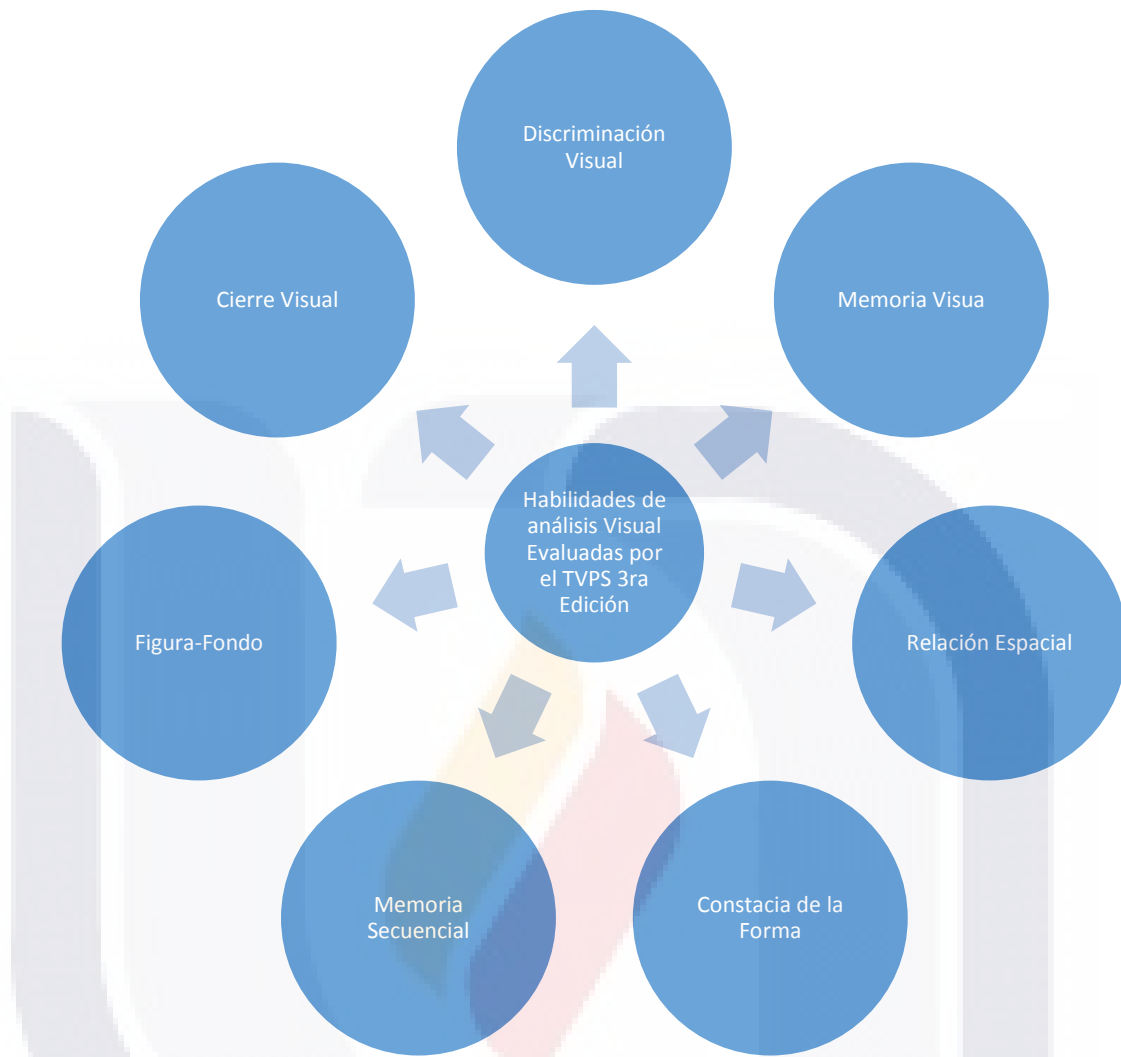 Discriminación
Visual
Cierre Visual
Memoria Visua
Habilidades de
análisis Visual
Evaluadas por
el TVPS 3ra
Edición
Figura-Fondo
Relación Espacial
Memoria
Secuencial
Constacia de la
Forma